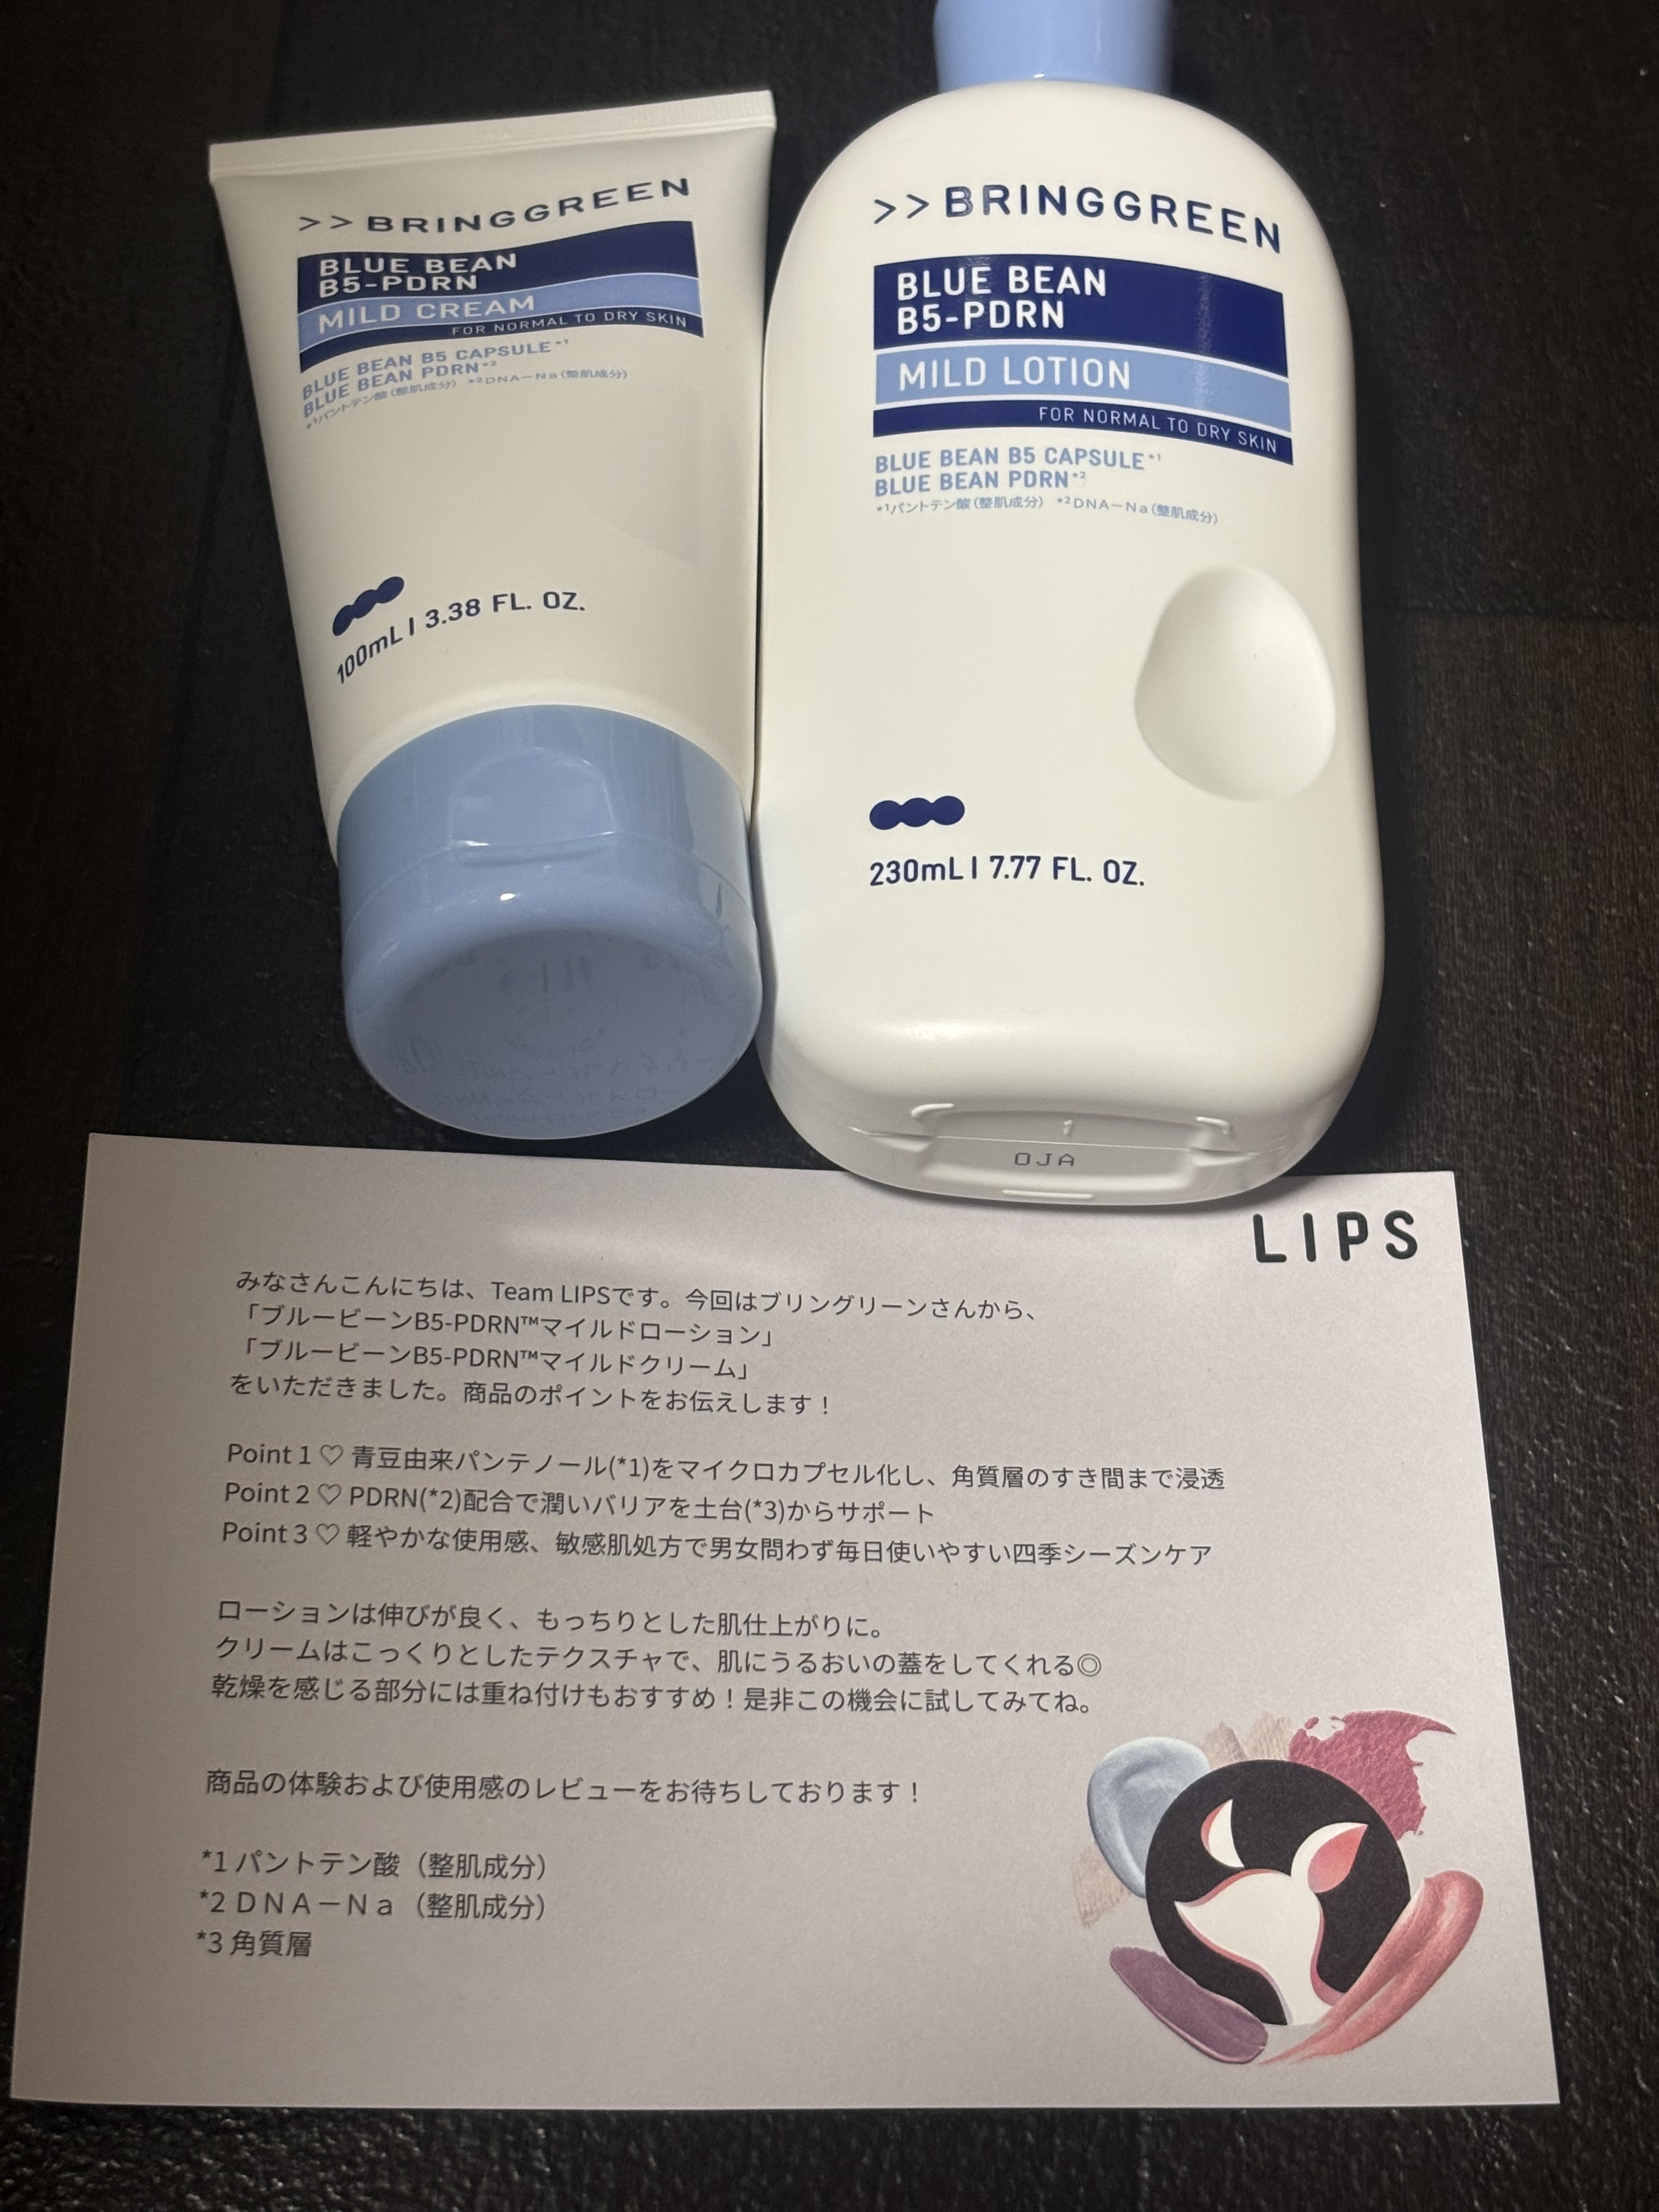 >> BRINGGREEN
BLUE BEAN
B5-PDRN
MILD CREAM
FOR NORMAL TO DRY SKIN
BLUE BEAN B5 CAPSULE*1
BLUE BEAN PDRN*2
*1パントテン酸(整肌成分) *2DNA－Na(整肌成分)
100mL I 3.38 FL. OZ.
>> BRINGGREEN
BLUE BEAN
B5-PDRN
MILD LOTION
FOR NORMAL TO DRY SKIN
BLUE BEAN B5 CAPSULE*1
BLUE BEAN PDRN*2
*1パントテン酸(整肌成分) *2DNA－Na(整肌成分)
230mL I 7.77 FL. OZ.
1
OJA
LIPS
みなさんこんにちは、Team LIPSです。今回はブリングリーンさんから、
「ブルービーンB5-PDRN™マイルドローション」
「ブルービーンB5-PDRN™マイルドクリーム」
をいただきました。商品のポイントをお伝えします！
Point 1 ♡ 青豆由来パンテノール(*1)をマイクロカプセル化し、角質層のすき間まで浸透
Point 2 ♡ PDRN(*2)配合で潤いバリアを土台(*3)からサポート
Point 3 ♡ 軽やかな使用感、敏感肌処方で男女問わず毎日使いやすい四季シーズンケア
ローションは伸びが良く、もっちりとした肌仕上がりに。
クリームはこっくりとしたテクスチャで、肌にうるおいの蓋をしてくれる◎
乾燥を感じる部分には重ね付けもおすすめ！是非この機会に試してみてね。
商品の体験および使用感のレビューをお待ちしております！
*1 パントテン酸（整肌成分）
*2 ＤＮＡ－Ｎａ（整肌成分）
*3 角質層